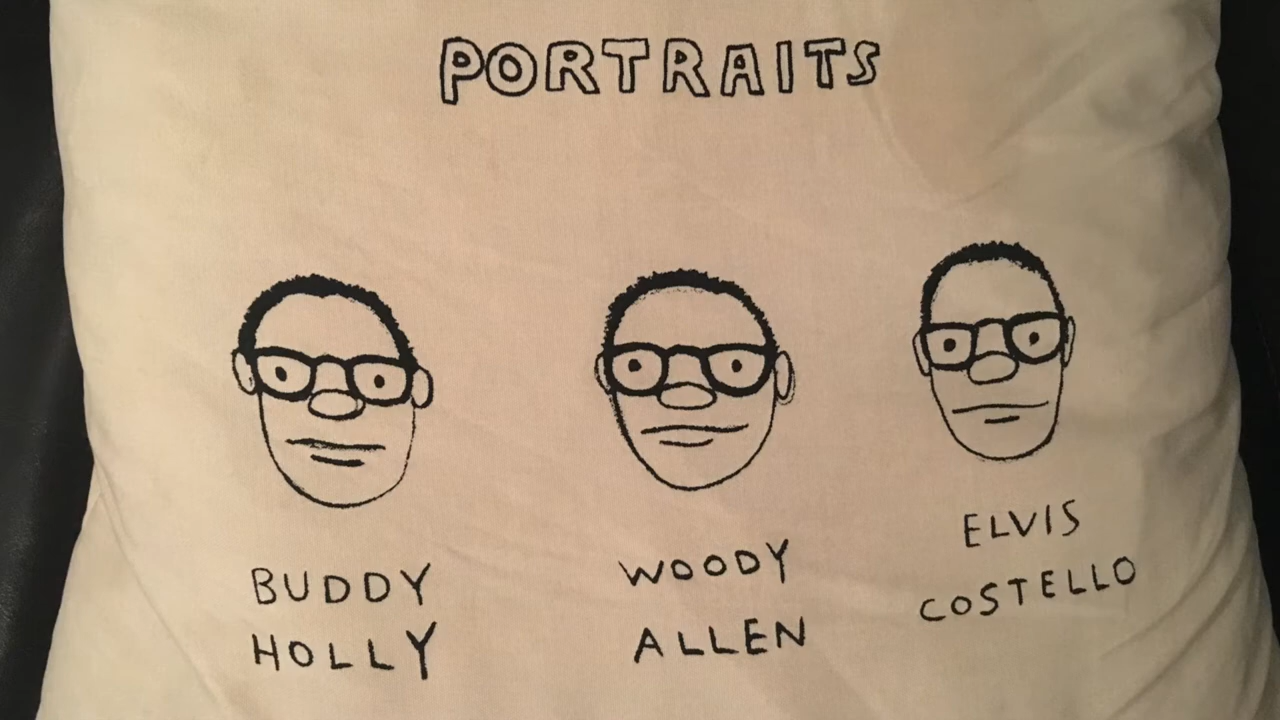 PORTRAITS
BUDDY
HOLLY
WOODY
ALLEN
ELVIS
COSTELLO